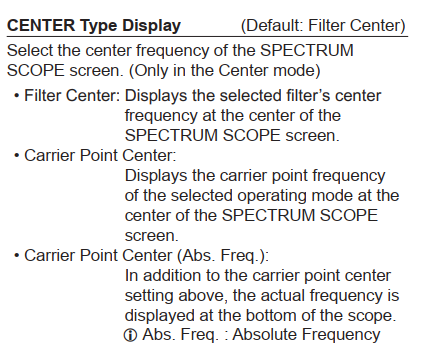 CENTER Type Display (Default: Filter Center)
Select the center frequency of the SPECTRUM
SCOPE screen. (Only in the Center mode)
• Filter Center: Displays the selected filter’s center
frequency at the center of the
SPECTRUM SCOPE screen.
• Carrier Point Center:
Displays the carrier point frequency
of the selected operating mode at the
center of the SPECTRUM SCOPE
screen.
• Carrier Point Center (Abs. Freq.):
In addition to the carrier point center
setting above, the actual frequency is
displayed at the bottom of the scope.
ⓘ Abs. Freq. : Absolute Frequency